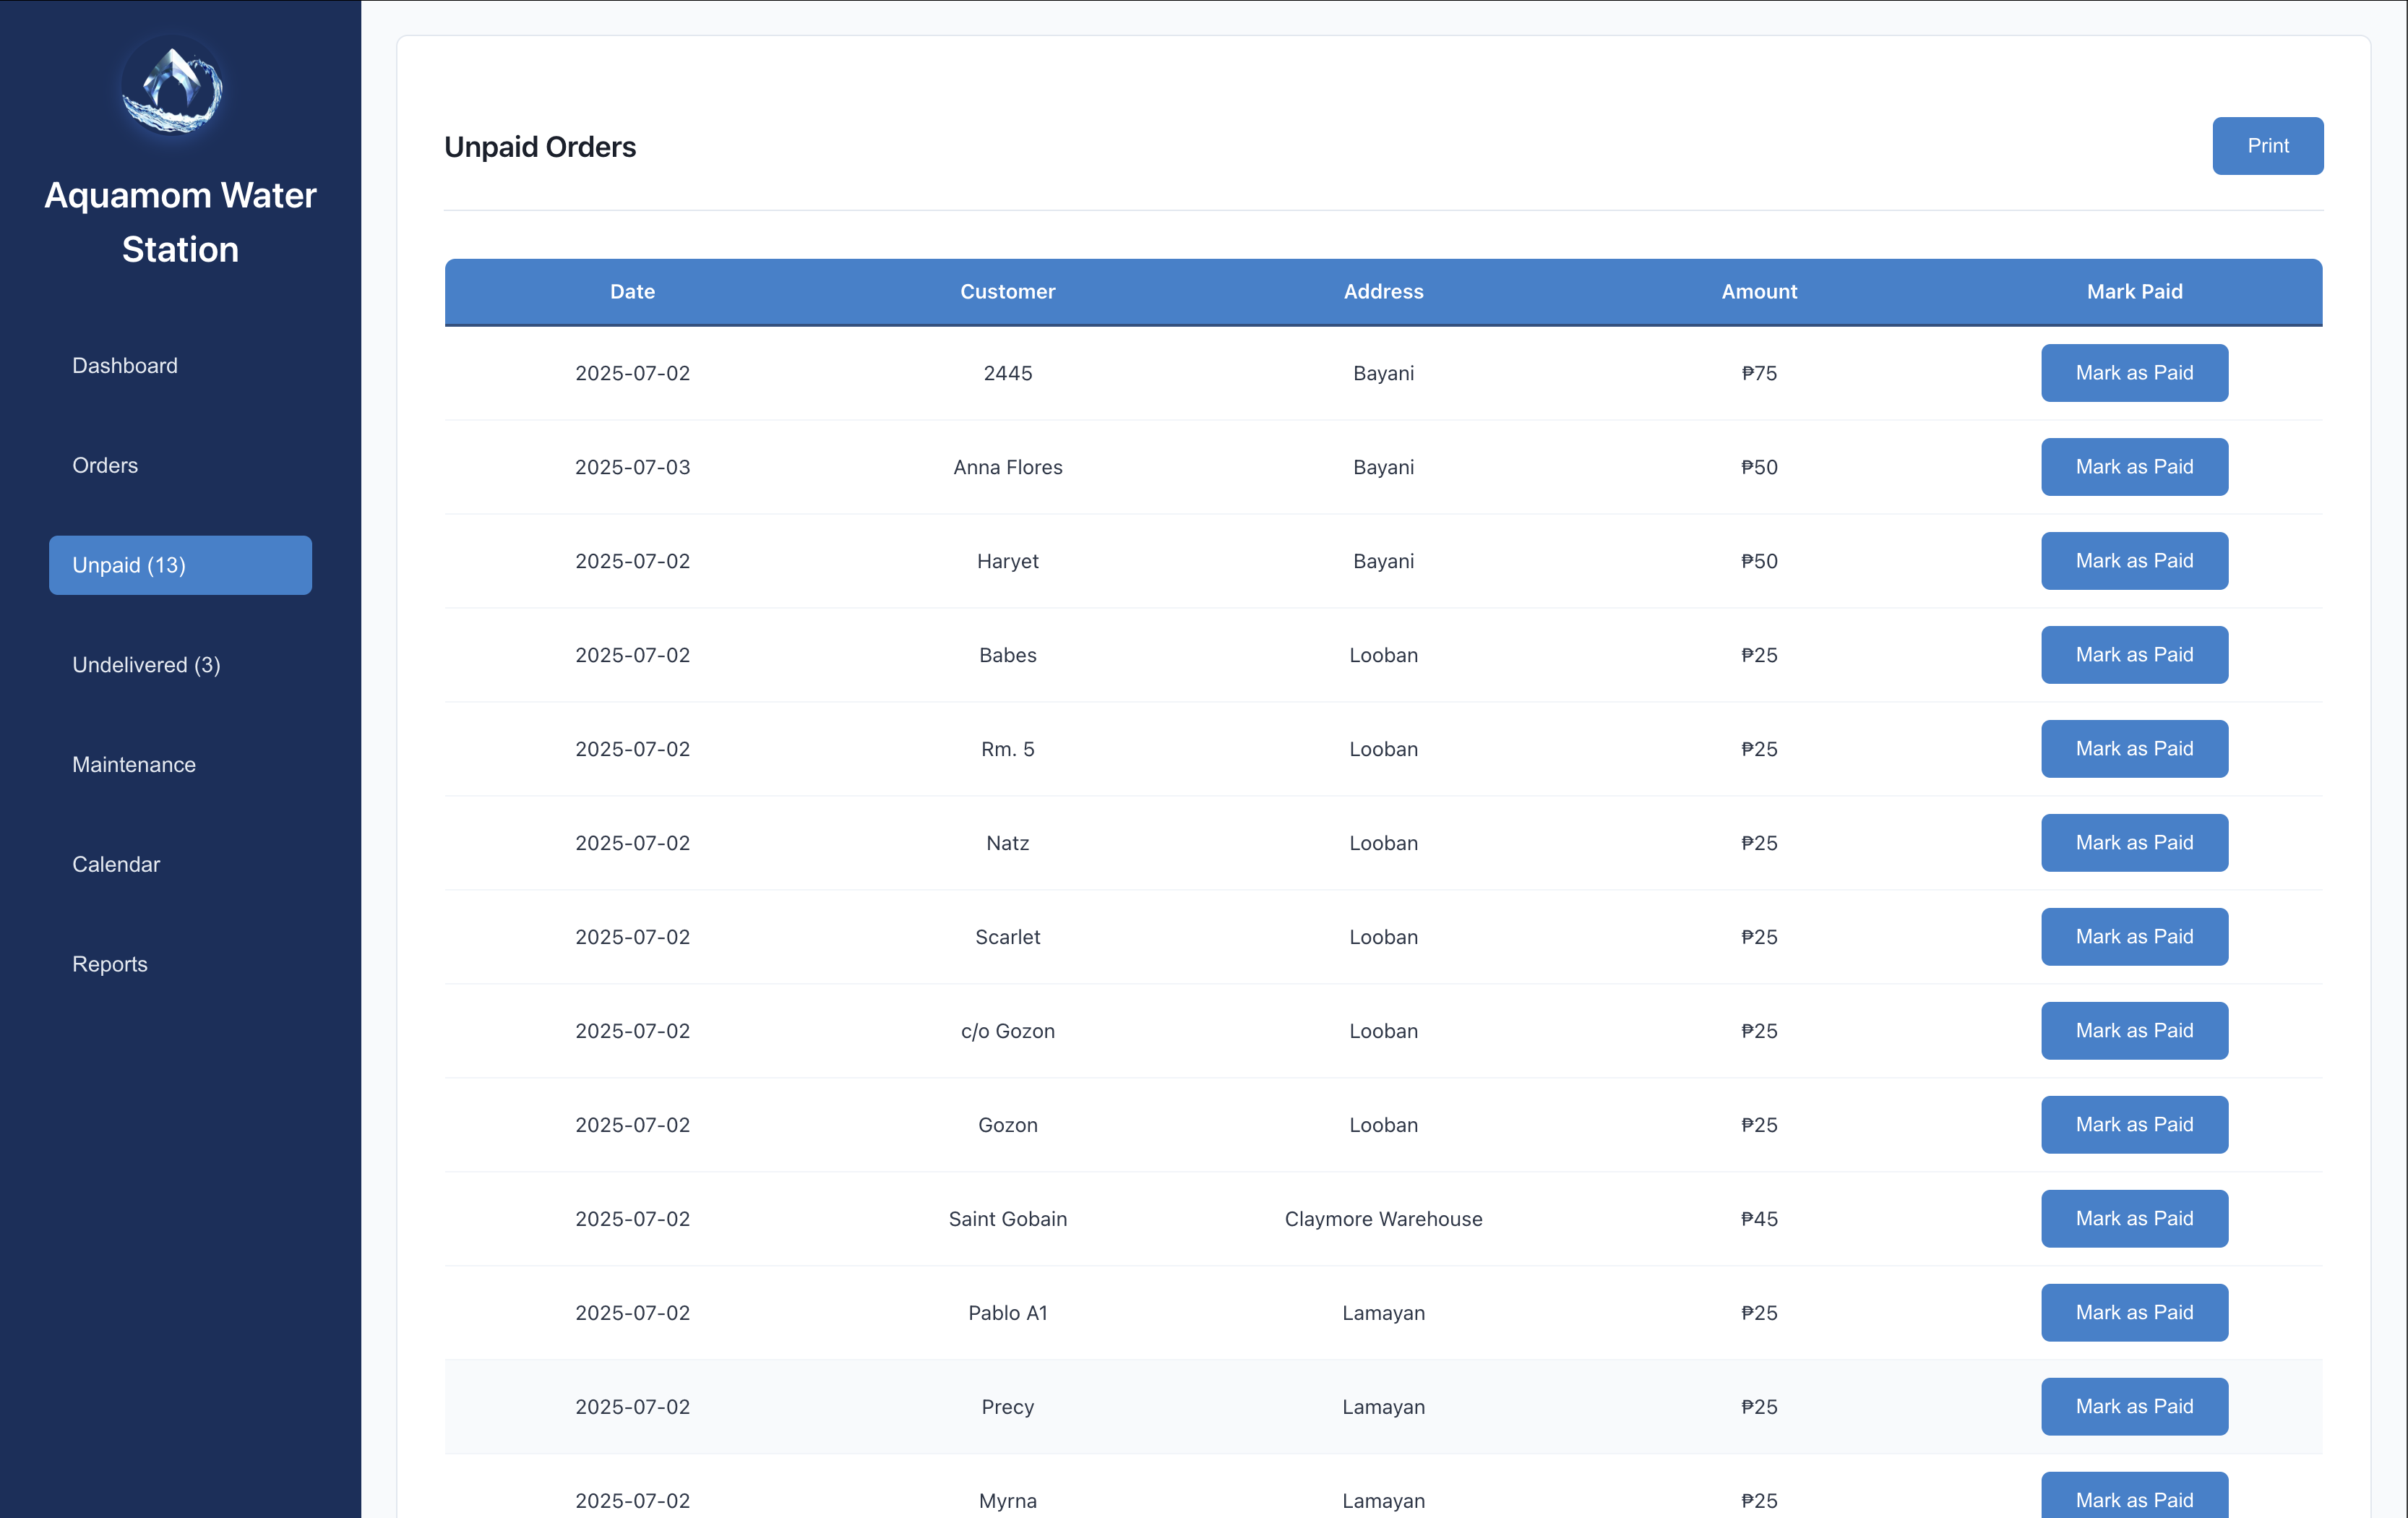 Aquamom Water
Station
Dashboard
Orders
Unpaid (13)
Undelivered (3)
Maintenance
Calendar
Reports
Unpaid Orders
Print
Date Customer Address Amount Mark Paid
2025-07-02 2445 Bayani ₱75 Mark as Paid
2025-07-03 Anna Flores Bayani ₱50 Mark as Paid
2025-07-02 Haryet Bayani ₱50 Mark as Paid
2025-07-02 Babes Looban ₱25 Mark as Paid
2025-07-02 Rm. 5 Looban ₱25 Mark as Paid
2025-07-02 Natz Looban ₱25 Mark as Paid
2025-07-02 Scarlet Looban ₱25 Mark as Paid
2025-07-02 c/o Gozon Looban ₱25 Mark as Paid
2025-07-02 Gozon Looban ₱25 Mark as Paid
2025-07-02 Saint Gobain Claymore Warehouse ₱45 Mark as Paid
2025-07-02 Pablo A1 Lamayan ₱25 Mark as Paid
2025-07-02 Precy Lamayan ₱25 Mark as Paid
2025-07-02 Myrna Lamayan ₱25 Mark as Paid